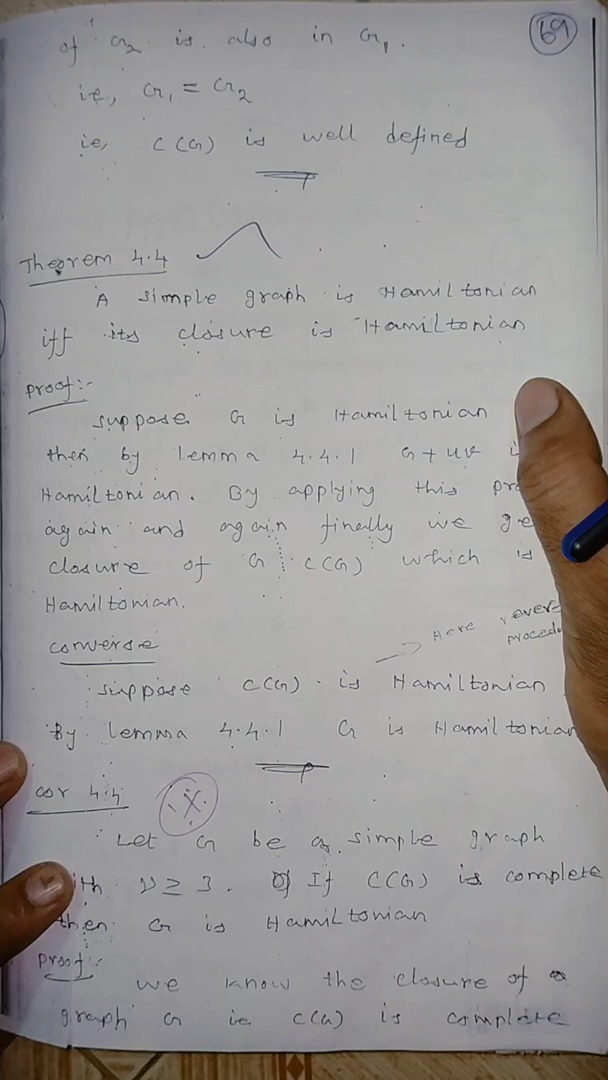 of G2 is also in G1.
69
ie, G1 = G2
ie, C(G) is well defined
Theorem 4.4
A simple graph is Hamiltonian
iff its closure is Hamiltonian
proof:-
suppose G is Hamiltonian
then by lemma 4.4.1 G+uv
Hamiltonian. By applying this
again and again finally we
closure of G C(G) which is
Hamiltonian.
converse
Here
suppose C(G) is Hamiltonian
By lemma 4.4.1 G is Hamiltonian
cor 4.4
Let G be a simple graph
ν ≥ 3. If C(G) is complete
then G is Hamiltonian
proof:-
we know the closure of a
graph G ie. C(G) is complete